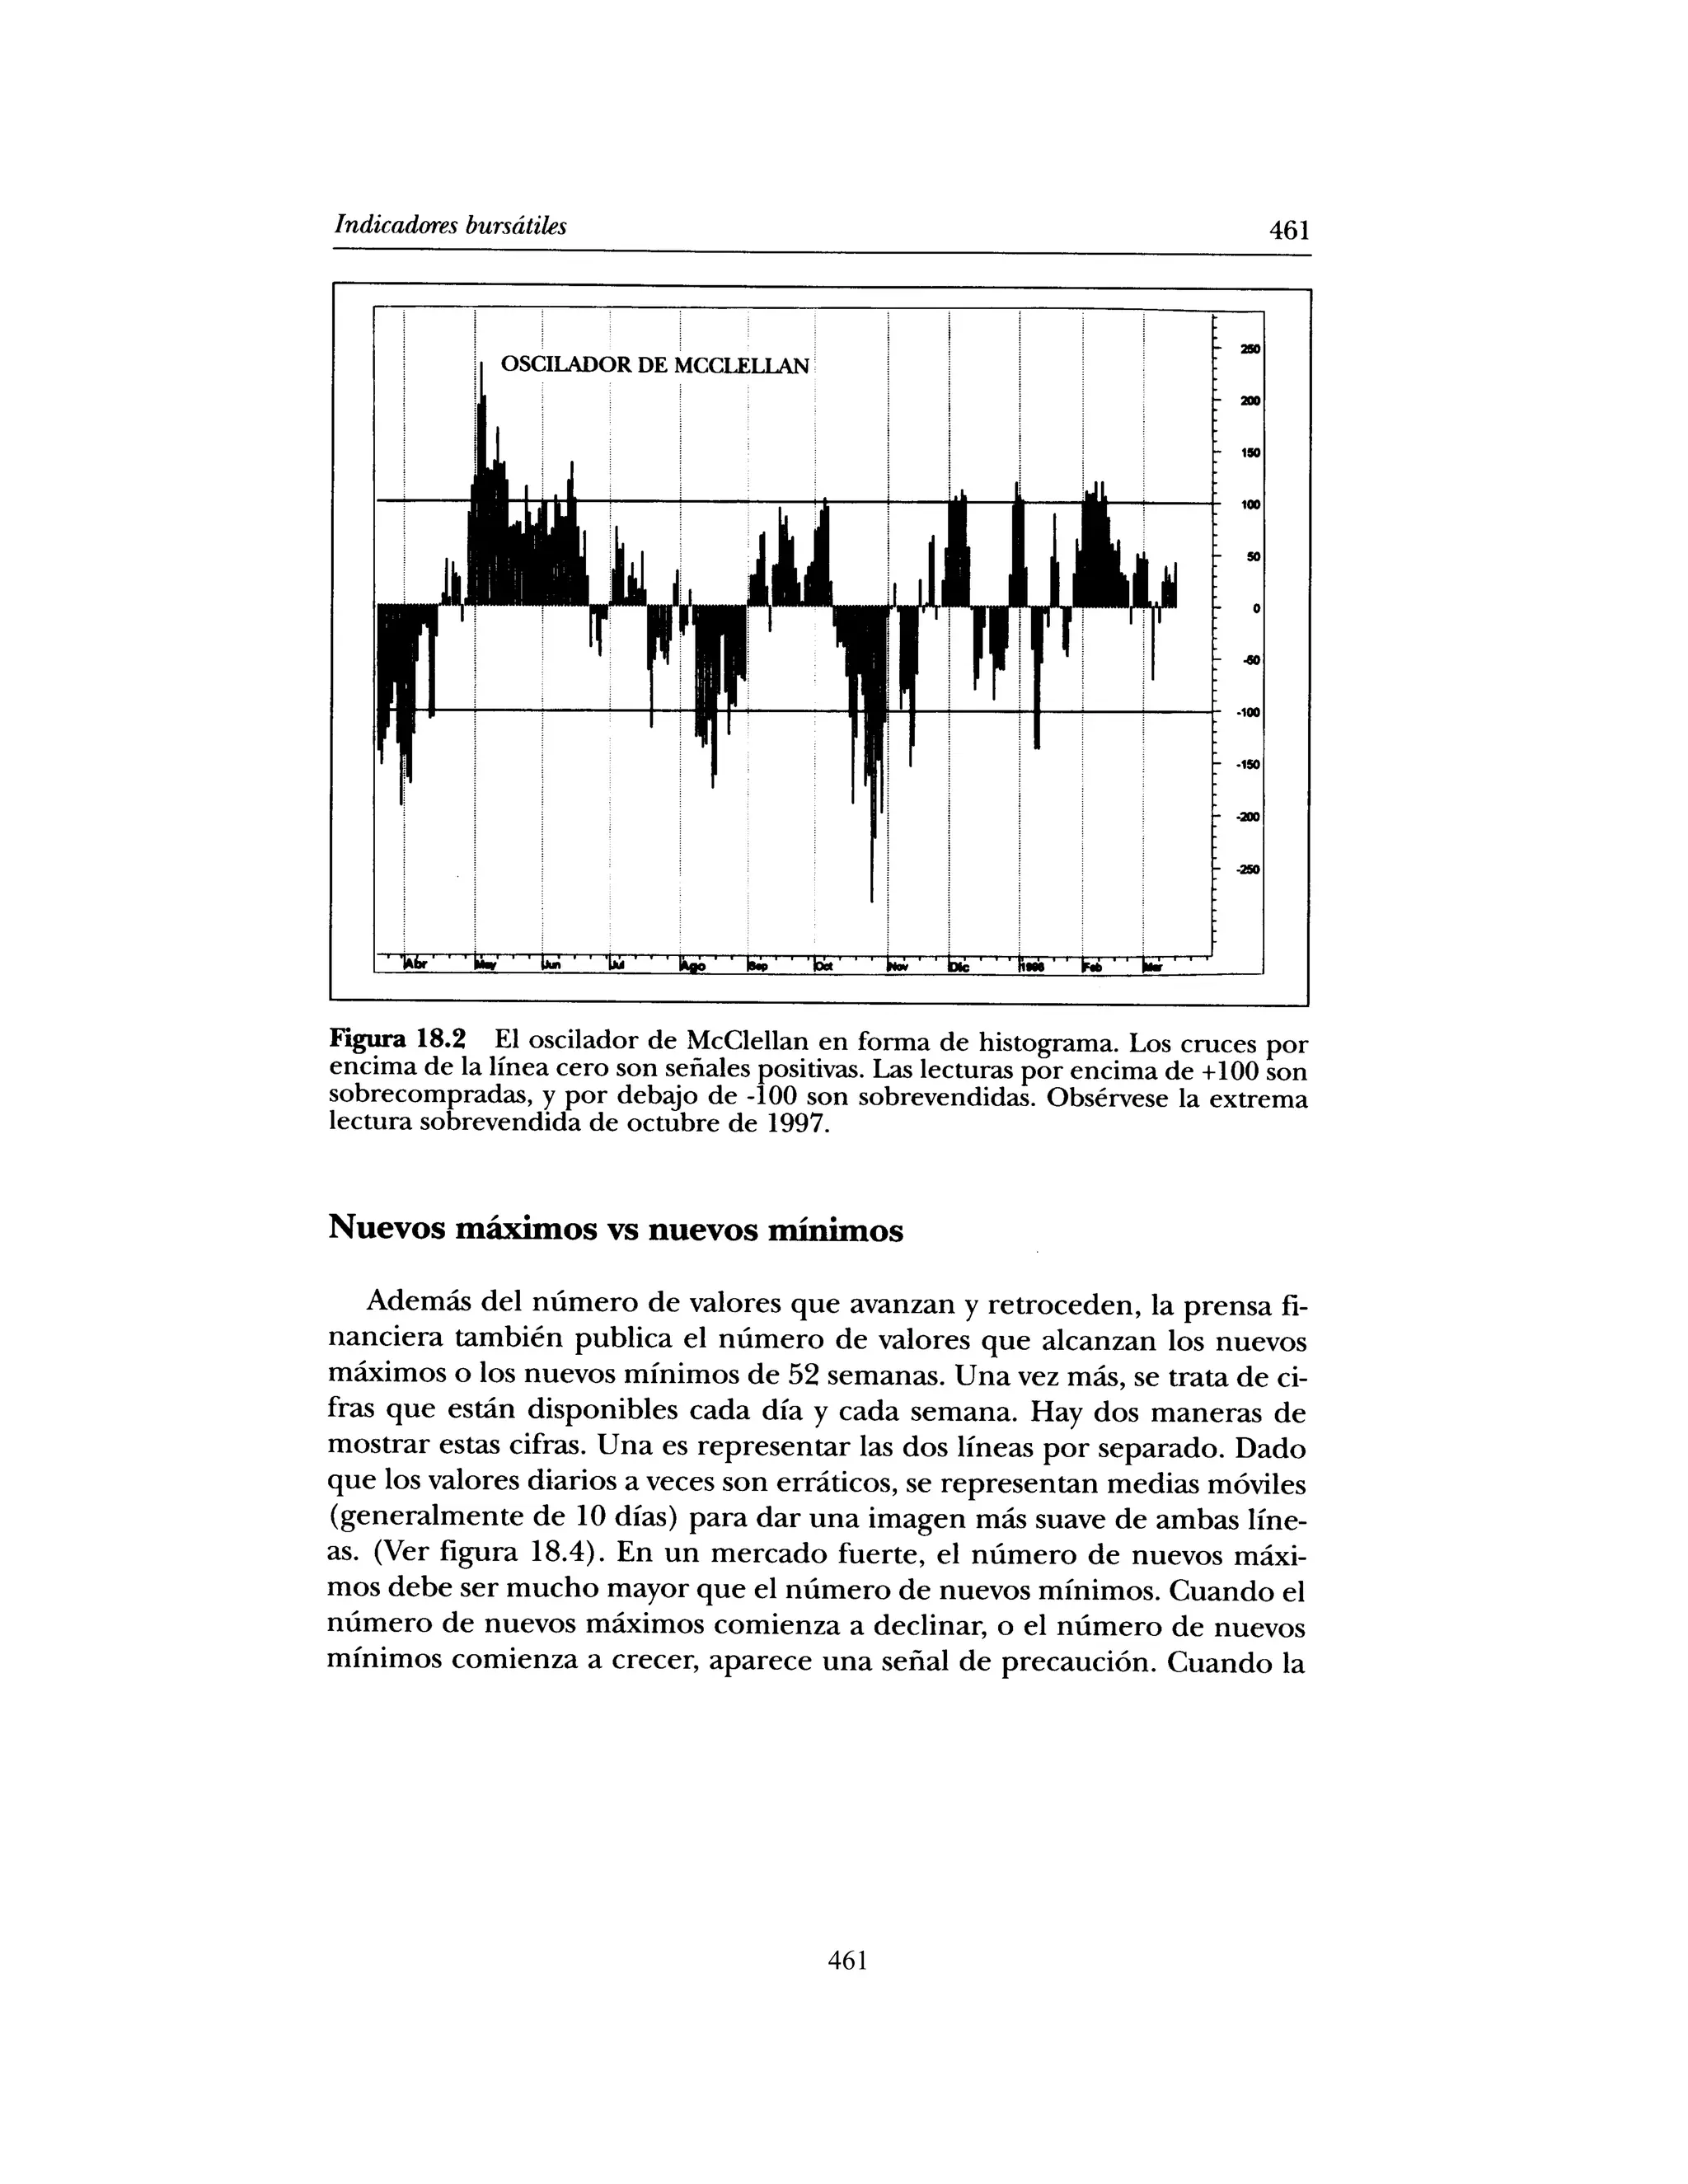 Indicadores bursátiles
461
OSCILADOR DE MCCLELLAN
250
200
150
100
50
0
-50
-100
-150
-200
-250
Abr May Jun Jul Ago Sep Oct Nov Dic 1998 Feb Mar
Figura 18.2 El oscilador de McClellan en forma de histograma. Los cruces por
encima de la línea cero son señales positivas. Las lecturas por encima de +100 son
sobrecompradas, y por debajo de -100 son sobrevendidas. Obsérvese la extrema
lectura sobrevendida de octubre de 1997.
Nuevos máximos vs nuevos mínimos
Además del número de valores que avanzan y retroceden, la prensa fi-
nanciera también publica el número de valores que alcanzan los nuevos
máximos o los nuevos mínimos de 52 semanas. Una vez más, se trata de ci-
fras que están disponibles cada día y cada semana. Hay dos maneras de
mostrar estas cifras. Una es representar las dos líneas por separado. Dado
que los valores diarios a veces son erráticos, se representan medias móviles
(generalmente de 10 días) para dar una imagen más suave de ambas líne-
as. (Ver figura 18.4). En un mercado fuerte, el número de nuevos máxi-
mos debe ser mucho mayor que el número de nuevos mínimos. Cuando el
número de nuevos máximos comienza a declinar, o el número de nuevos
mínimos comienza a crecer, aparece una señal de precaución. Cuando la
461